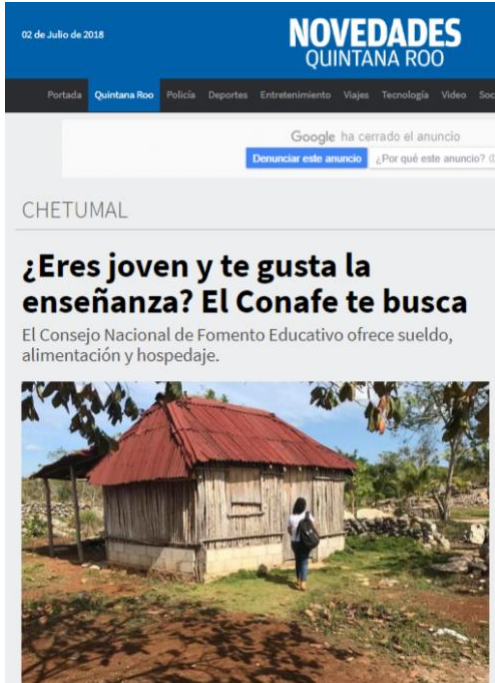 02 de Julio de 2018
NOVEDADES
QUINTANA ROO
Portada Quintana Roo Policía Deportes Entretenimiento Viajes Tecnología Video
Google ha cerrado el anuncio
Denunciar este anuncio ¿Por qué este anuncio?
CHETUMAL
¿Eres joven y te gusta la
enseñanza? El Conafe te busca
El Consejo Nacional de Fomento Educativo ofrece sueldo,
alimentación y hospedaje.